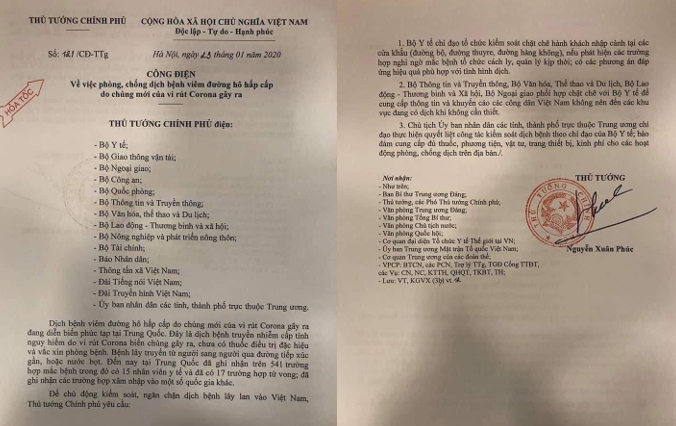 THỦ TƯỚNG CHÍNH PHỦ
CỘNG HÒA XÃ HỘI CHỦ NGHĨA VIỆT NAM
Độc lập - Tự do - Hạnh phúc
Số: 121 /CĐ-TTg
Hà Nội, ngày 23 tháng 01 năm 2020
HỎA TỐC
CÔNG ĐIỆN
Về việc phòng, chống dịch bệnh viêm đường hô hấp cấp
do chủng mới của vi rút Corona gây ra
THỦ TƯỚNG CHÍNH PHỦ điện:
- Bộ Y tế;
- Bộ Giao thông vận tải;
- Bộ Ngoại giao;
- Bộ Công an;
- Bộ Quốc phòng;
- Bộ Thông tin và Truyền thông;
- Bộ Văn hóa, thể thao và Du lịch;
- Bộ Lao động - Thương binh và xã hội;
- Bộ Nông nghiệp và phát triển nông thôn;
- Bộ Tài chính;
- Báo Nhân dân;
- Thông tấn xã Việt Nam;
- Đài Tiếng nói Việt Nam;
- Đài Truyền hình Việt Nam;
- Ủy ban nhân dân các tỉnh, thành phố trực thuộc Trung ương.
Dịch bệnh viêm đường hô hấp cấp do chủng mới của vi rút Corona gây ra
đang diễn biến phức tạp tại Trung Quốc. Đây là dịch bệnh truyền nhiễm cấp tính
nguy hiểm do vi rút Corona biến chủng gây ra, chưa có thuốc điều trị đặc hiệu
và vắc xin phòng bệnh. Bệnh lây truyền từ người sang người qua đường tiếp xúc
gần, hoặc nước bọt. Đến nay tại Trung Quốc đã ghi nhận trên 541 trường
hợp mắc bệnh trong đó có 15 nhân viên y tế và đã có 17 trường hợp tử vong; đã
ghi nhận các trường hợp xâm nhập vào một số quốc gia khác.
Để chủ động kiểm soát, ngăn chặn dịch bệnh lây lan vào Việt Nam,
Thủ tướng Chính phủ yêu cầu:
1. Bộ Y tế chỉ đạo tổ chức kiểm soát chặt chẽ hành khách nhập cảnh tại các
cửa khẩu (đường bộ, đường thuỷre, đường hàng không), nếu phát hiện các trường
hợp nghi ngờ mắc bệnh tổ chức cách ly, quản lý kịp thời; có các phương án đáp
ứng hiệu quả phù hợp với tình hình dịch.
2. Bộ Thông tin và Truyền thông, Bộ Văn hóa, Thể thao và Du lịch, Bộ Lao
động - Thương binh và Xã hội, Bộ Ngoại giao phối hợp chặt chẽ với Bộ Y tế để
cung cấp thông tin và khuyến cáo các công dân Việt Nam không nên đến các khu
vực đang có dịch khi không cần thiết.
3. Chủ tịch Ủy ban nhân dân các tỉnh, thành phố trực thuộc Trung ương chỉ
đạo thực hiện quyết liệt công tác kiểm soát dịch bệnh theo chỉ đạo của Bộ Y tế; bảo
đảm cung cấp đủ thuốc, phương tiện, vật tư, trang thiết bị, kinh phí cho các hoạt
động phòng, chống dịch trên địa bàn./.
Nơi nhận:
- Như trên;
- Ban Bí thư Trung ương Đảng;
- Thủ tướng, các Phó Thủ tướng Chính phủ;
- Văn phòng Trung ương Đảng;
- Văn phòng Tổng Bí thư;
- Văn phòng Chủ tịch nước;
- Văn phòng Quốc hội;
- Cơ quan đại diện Tổ chức Y tế Thế giới tại VN;
- Ủy ban Trung ương Mặt trận Tổ quốc Việt Nam;
- Cơ quan Trung ương của các đoàn thể;
- VPCP: BTCN, các PCN, Trợ lý TTg, TGĐ Cổng TTĐT,
các Vụ: CN, NC, KTTH, QHQT, TKBT, TH;
- Lưu: VT, KGVX (3b)
THỦ TƯỚNG
Nguyễn Xuân Phúc